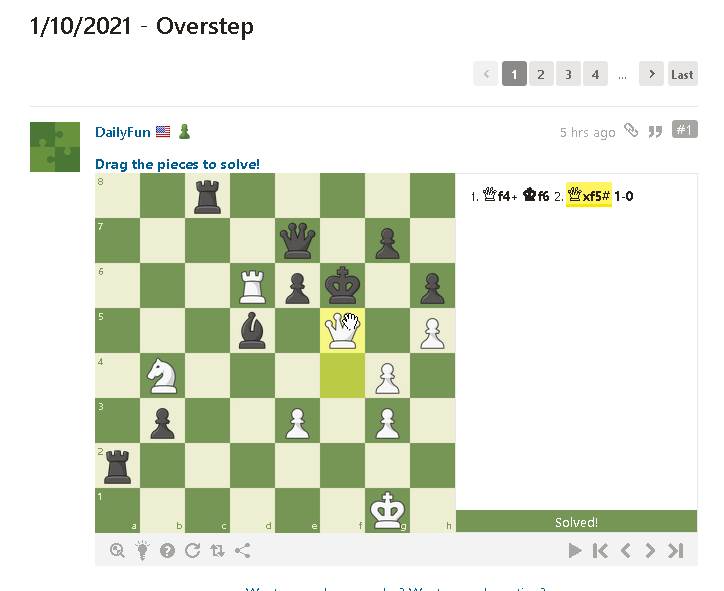 1/10/2021 - Overstep
1 2 3 4 ... Last
DailyFun 5 hrs ago #1
Drag the pieces to solve!
1. ♕f4+ ♚f6 2. ♕xf5# 1-0
8
7
6
5
4
3
2
1
a b c d e f g h
Solved!